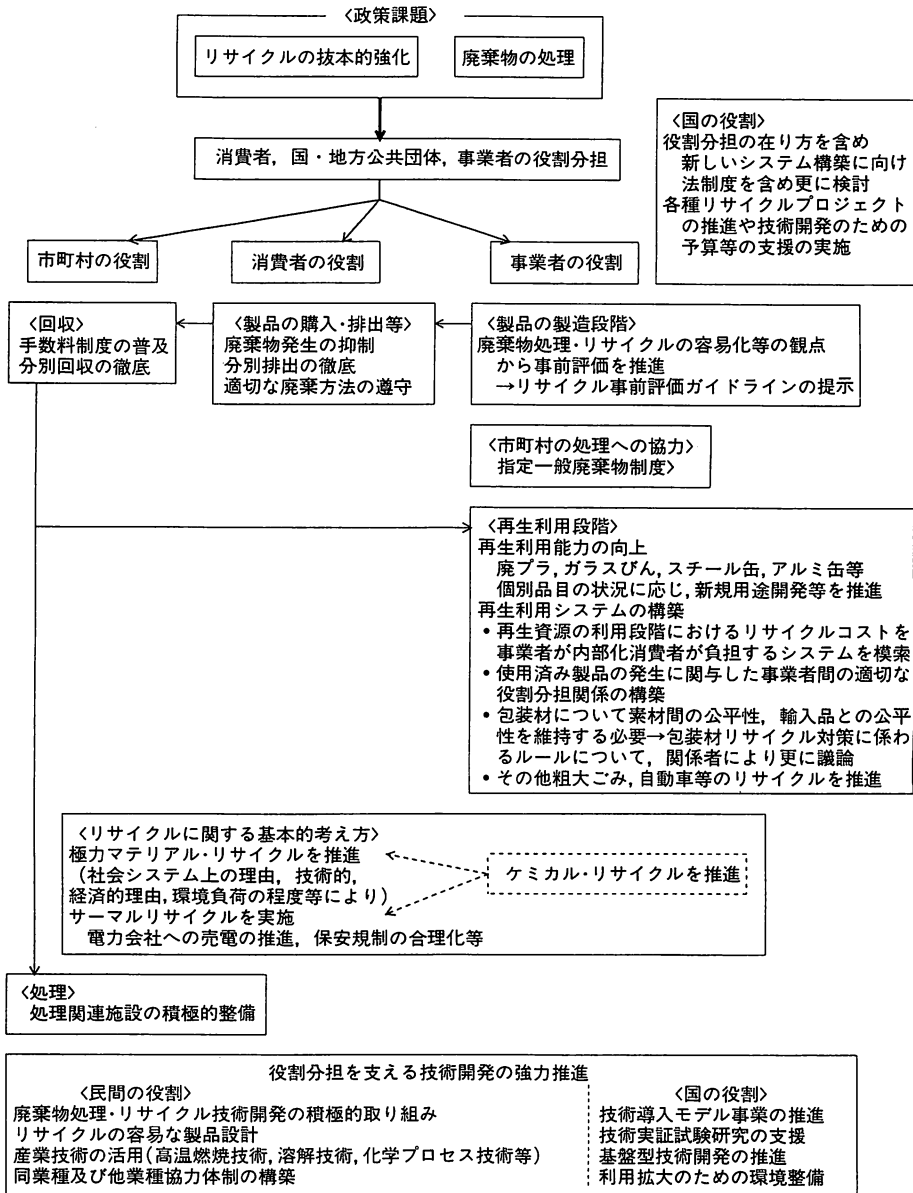 〈政策課題〉
リサイクルの抜本的強化
廃棄物の処理
消費者，国・地方公共団体，事業者の役割分担
〈国の役割〉
役割分担の在り方を含め
新しいシステム構築に向け
法制度を含め更に検討
各種リサイクルプロジェクト
の推進や技術開発のための
予算等の支援の実施
市町村の役割
消費者の役割
事業者の役割
〈回収〉
手数料制度の普及
分別回収の徹底
〈製品の購入・排出等〉
廃棄物発生の抑制
分別排出の徹底
適切な廃棄方法の遵守
〈製品の製造段階〉
廃棄物処理・リサイクルの容易化等の観点
から事前評価を推進
→リサイクル事前評価ガイドラインの提示
〈市町村の処理への協力〉
指定一般廃棄物制度〉
〈再生利用段階〉
再生利用能力の向上
廃プラ，ガラスびん，スチール缶，アルミ缶等
個別品目の状況に応じ，新規用途開発等を推進
再生利用システムの構築
• 再生資源の利用段階におけるリサイクルコストを
事業者が内部化消費者が負担するシステムを模索
• 使用済み製品の発生に関与した事業者間の適切な
役割分担関係の構築
• 包装材について素材間の公平性，輸入品との公平
性を維持する必要→包装材リサイクル対策に係わ
るルールについて，関係者により更に議論
• その他粗大ごみ，自動車等のリサイクルを推進
〈リサイクルに関する基本的考え方〉
極力マテリアル・リサイクルを推進
（社会システム上の理由，技術的，
経済的理由，環境負荷の程度等により）
サーマルリサイクルを実施
電力会社への売電の推進，保安規制の合理化等
ケミカル・リサイクルを推進
〈処理〉
処理関連施設の積極的整備
役割分担を支える技術開発の強力推進
〈民間の役割〉
廃棄物処理・リサイクル技術開発の積極的取り組み
リサイクルの容易な製品設計
産業技術の活用（高温燃焼技術，溶解技術，化学プロセス技術等）
同業種及び他業種協力体制の構築
〈国の役割〉
技術導入モデル事業の推進
技術実証試験研究の支援
基盤型技術開発の推進
利用拡大のための環境整備